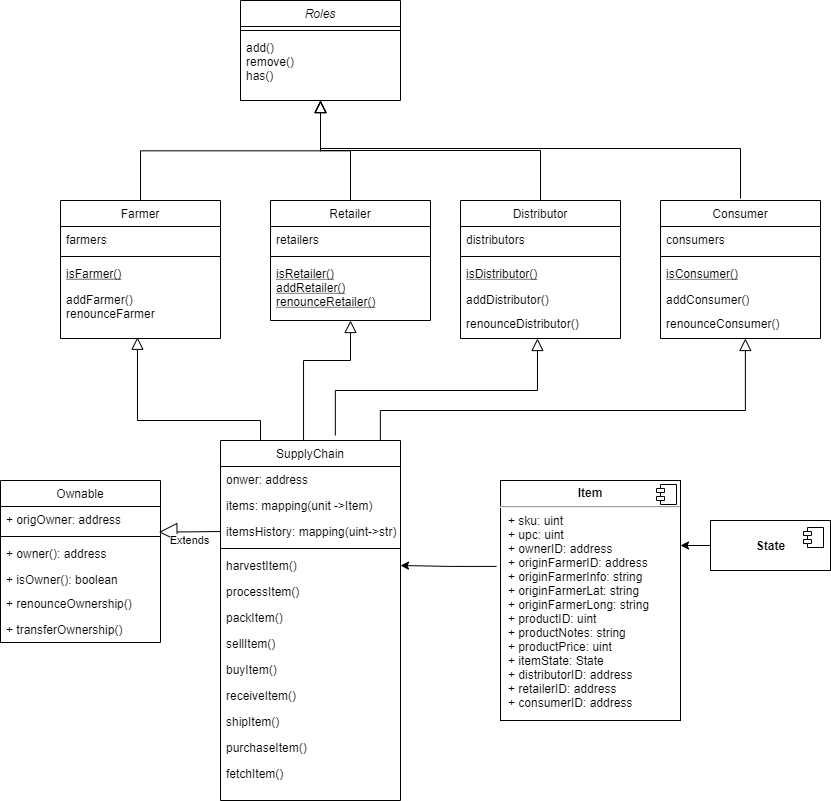 Roles
add()
remove()
has()
Farmer
farmers
isFarmer()
addFarmer()
renounceFarmer
Retailer
retailers
isRetailer()
addRetailer()
renounceRetailer()
Distributor
distributors
isDistributor()
addDistributor()
renounceDistributor()
Consumer
consumers
isConsumer()
addConsumer()
renounceConsumer()
Ownable
+ origOwner: address
+ owner(): address
+ isOwner(): boolean
+ renounceOwnership()
+ transferOwnership()
Extends
SupplyChain
onwer: address
items: mapping(unit ->Item)
itemsHistory: mapping(uint->str)
harvestItem()
processItem()
packItem()
sellItem()
buyItem()
receiveItem()
shipItem()
purchaseItem()
fetchItem()
Item
+ sku: uint
+ upc: uint
+ ownerID: address
+ originFarmerID: address
+ originFarmerInfo: string
+ originFarmerLat: string
+ originFarmerLong: string
+ productID: uint
+ productNotes: string
+ productPrice: uint
+ itemState: State
+ distributorID: address
+ retailerID: address
+ consumerID: address
State